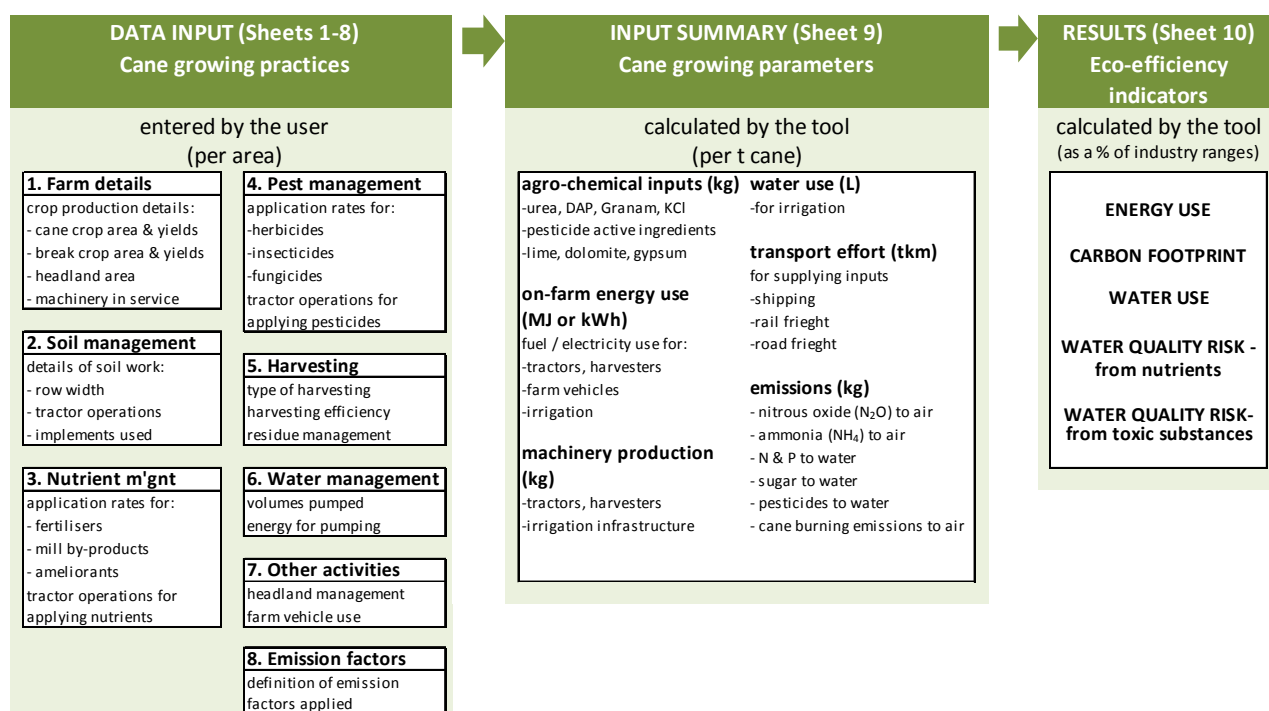 DATA INPUT (Sheets 1-8)
Cane growing practices
entered by the user
(per area)
1. Farm details
crop production details:
- cane crop area & yields
- break crop area & yields
- headland area
- machinery in service
2. Soil management
details of soil work:
- row width
- tractor operations
- implements used
3. Nutrient m'gnt
application rates for:
- fertilisers
- mill by-products
- ameliorants
tractor operations for
applying nutrients
4. Pest management
application rates for:
-herbicides
-insecticides
-fungicides
tractor operations for
applying pesticides
5. Harvesting
type of harvesting
harvesting efficiency
residue management
6. Water management
volumes pumped
energy for pumping
7. Other activities
headland management
farm vehicle use
8. Emission factors
definition of emission
factors applied
INPUT SUMMARY (Sheet 9)
Cane growing parameters
calculated by the tool
(per t cane)
agro-chemical inputs (kg)
-urea, DAP, Granam, KCl
-pesticide active ingredients
-lime, dolomite, gypsum
on-farm energy use
(MJ or kWh)
fuel / electricity use for:
-tractors, harvesters
-farm vehicles
-irrigation
machinery production
(kg)
-tractors, harvesters
-irrigation infrastructure
water use (L)
-for irrigation
transport effort (tkm)
for supplying inputs
-shipping
-rail frieght
-road frieght
emissions (kg)
- nitrous oxide (N₂O) to air
- ammonia (NH₄) to air
- N & P to water
- sugar to water
- pesticides to water
- cane burning emissions to air
RESULTS (Sheet 10)
Eco-efficiency
indicators
calculated by the tool
(as a % of industry ranges)
ENERGY USE
CARBON FOOTPRINT
WATER USE
WATER QUALITY RISK -
from nutrients
WATER QUALITY RISK-
from toxic substances